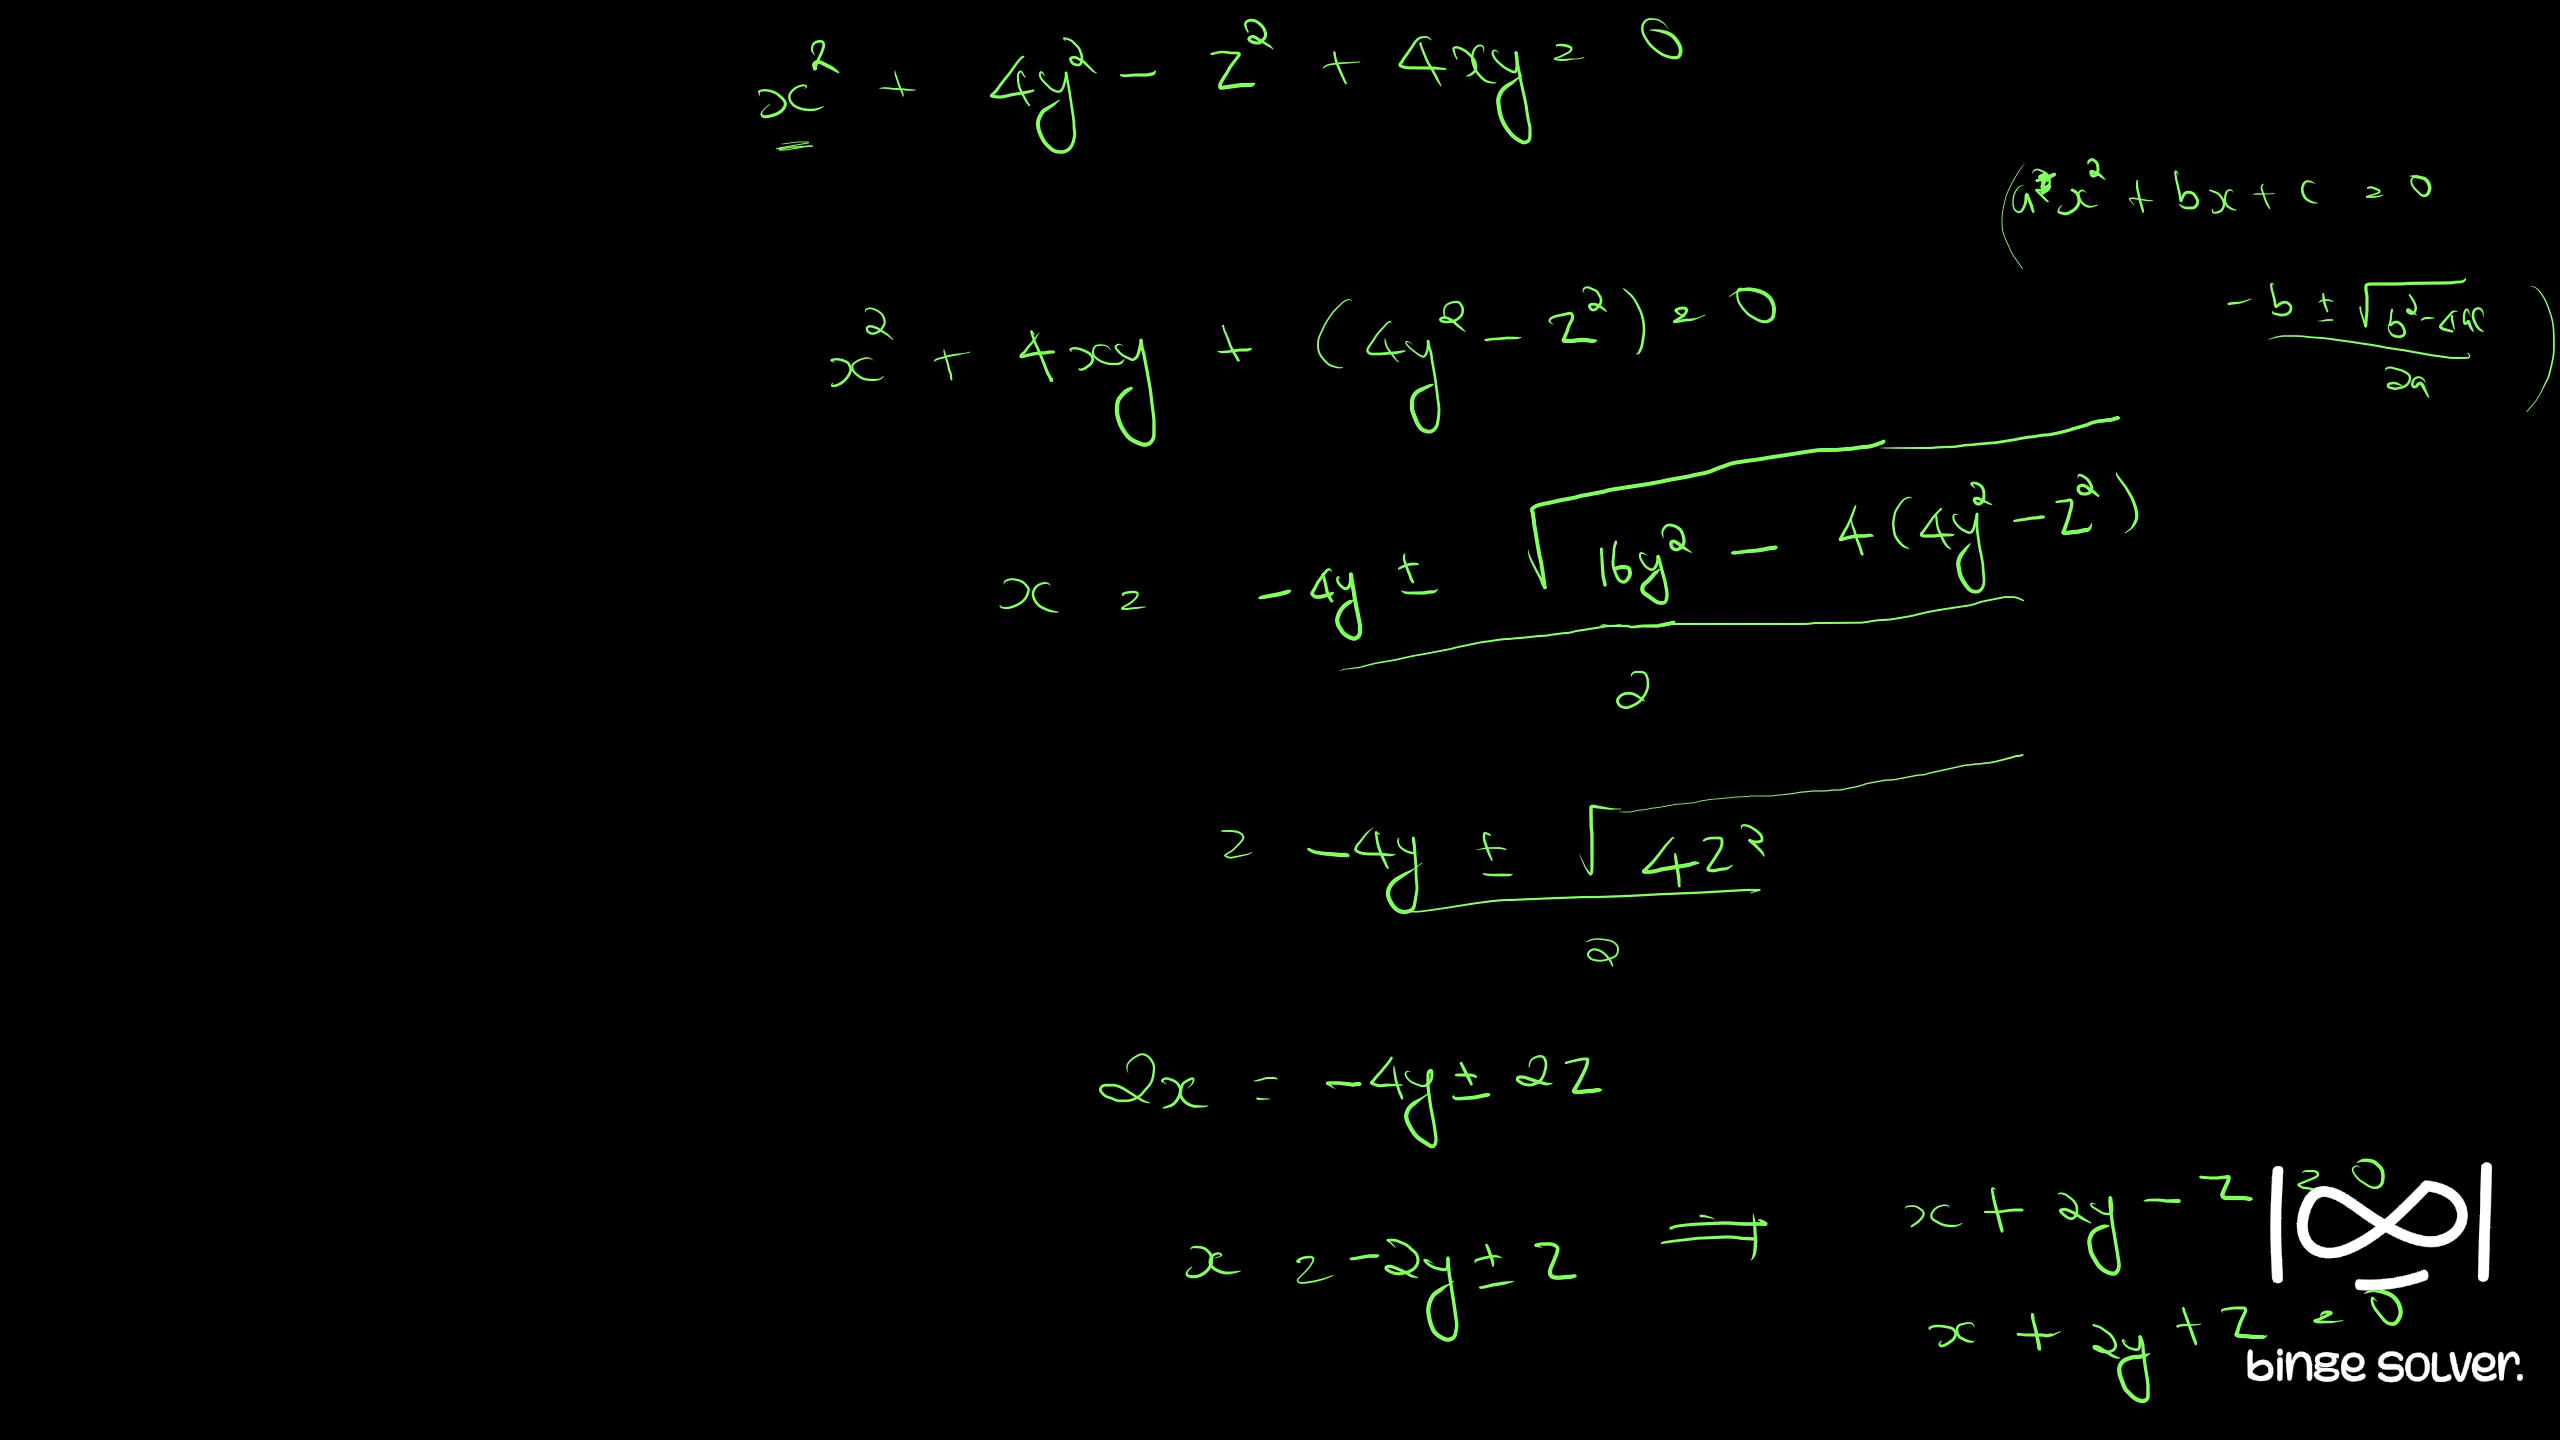 x² + 4y² - z² + 4xy = 0
(ax² + bx + c = 0
x² + 4xy + (4y² - z²) = 0
-b ± √(b² - 4ac) / 2a)
x = -4y ± √(16y² - 4(4y² - z²)) / 2
= -4y ± √(4z²) / 2
2x = -4y ± 2z
x = -2y ± z ⇒ x + 2y - z = 0
x + 2y + z = 0
binge solver.